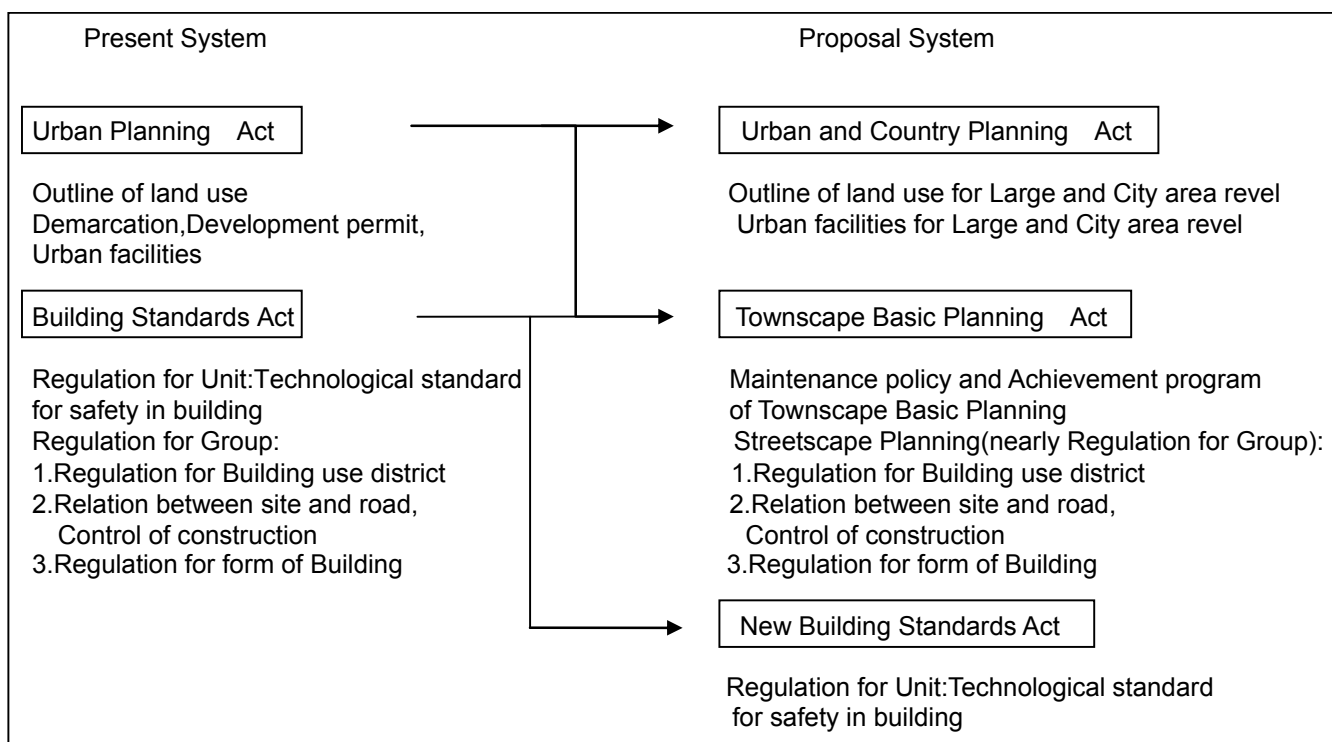 Present System
Urban Planning Act
Outline of land use
Demarcation,Development permit,
Urban facilities
Building Standards Act
Regulation for Unit:Technological standard
for safety in building
Regulation for Group:
1.Regulation for Building use district
2.Relation between site and road,
Control of construction
3.Regulation for form of Building
Proposal System
Urban and Country Planning Act
Outline of land use for Large and City area revel
Urban facilities for Large and City area revel
Townscape Basic Planning Act
Maintenance policy and Achievement program
of Townscape Basic Planning
Streetscape Planning(nearly Regulation for Group):
1.Regulation for Building use district
2.Relation between site and road,
Control of construction
3.Regulation for form of Building
New Building Standards Act
Regulation for Unit:Technological standard
for safety in building